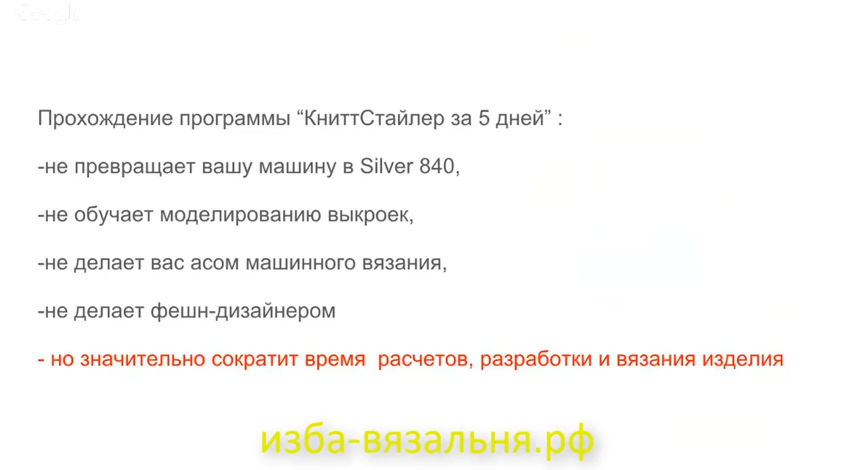 Google
Прохождение программы “КниттСтайлер за 5 дней” :
-не превращает вашу машину в Silver 840,
-не обучает моделированию выкроек,
-не делает вас асом машинного вязания,
-не делает фешн-дизайнером
- но значительно сократит время расчетов, разработки и вязания изделия
изба-вязальня.рф